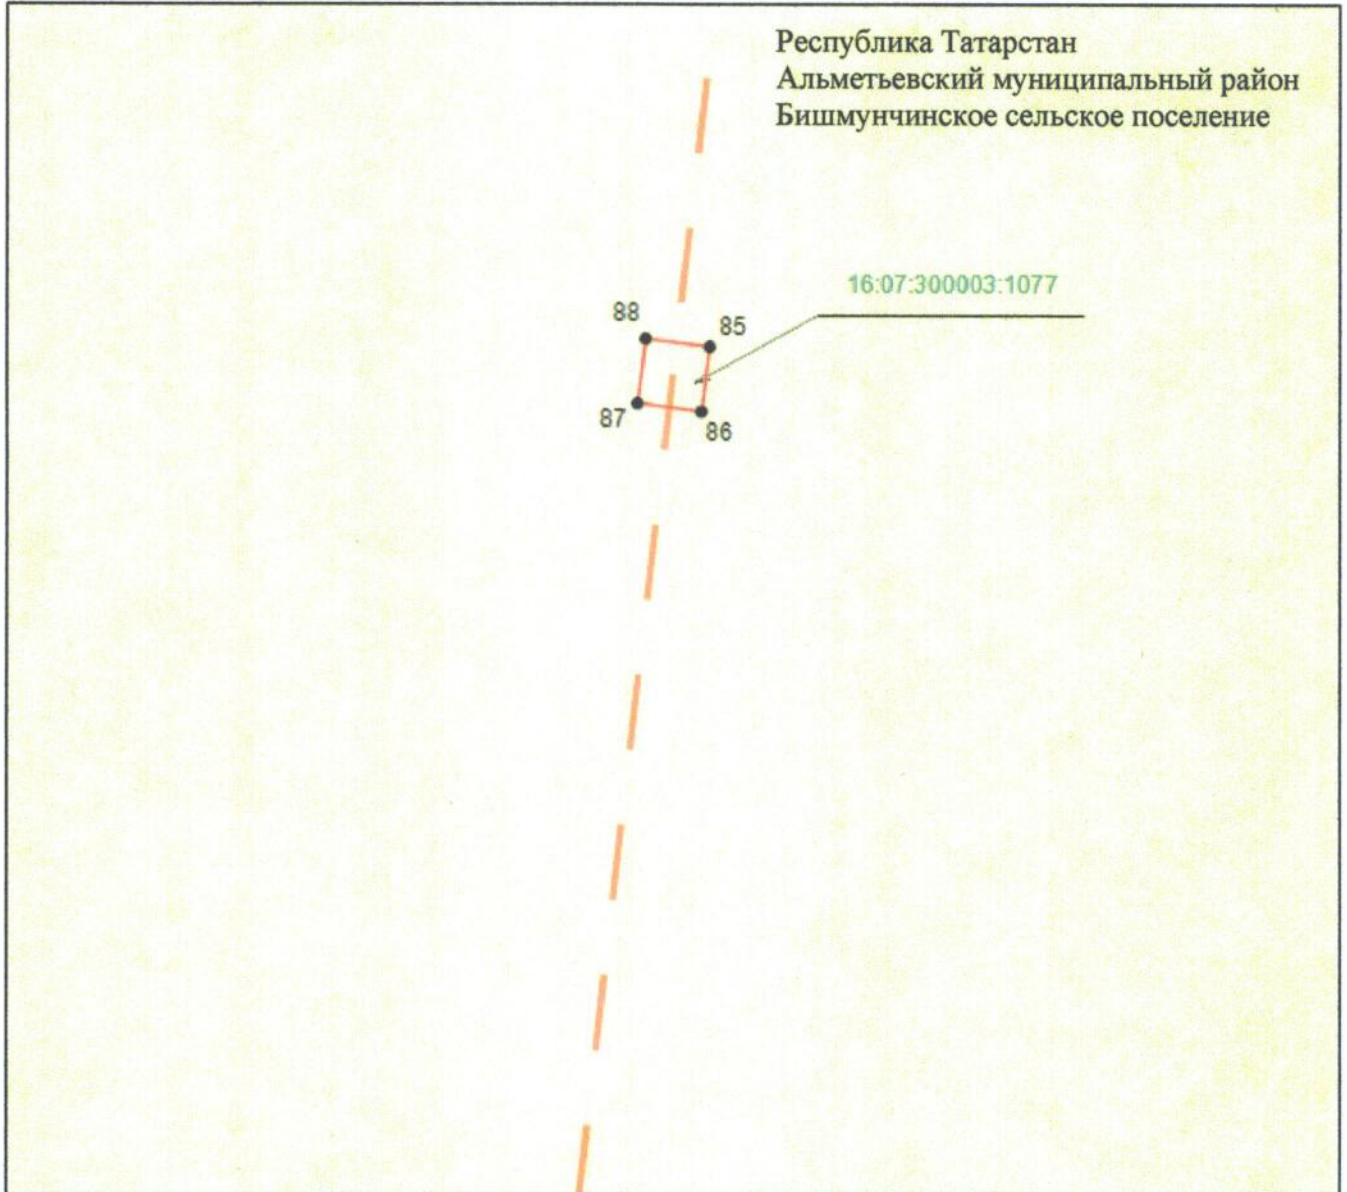 Республика Татарстан
Альметьевский муниципальный район
Бишмунчинское сельское поселение
16:07:300003:1077
88
85
87
86